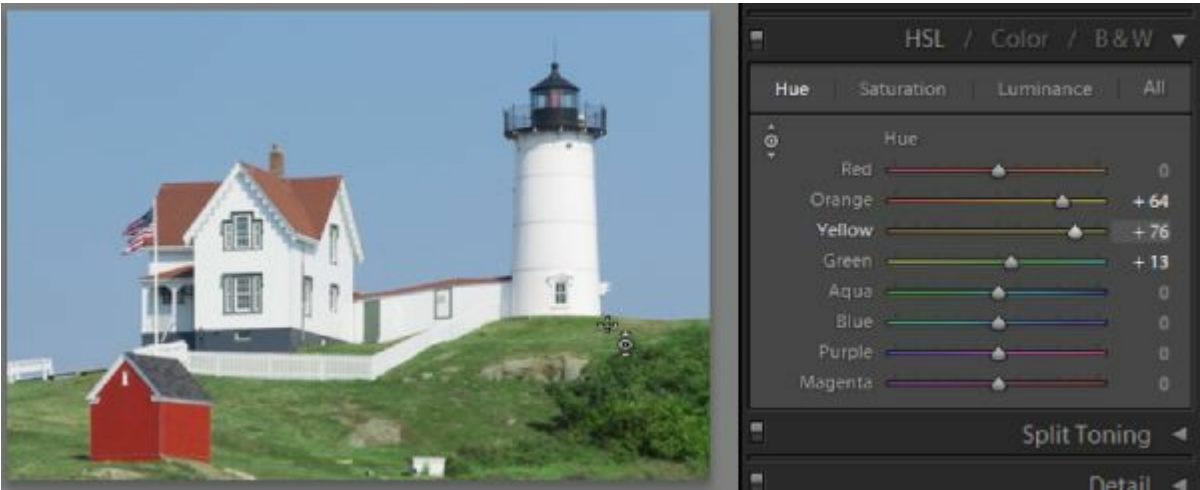 HSL / Color / B & W
Hue Saturation Luminance All
Hue
Red 0
Orange + 64
Yellow + 76
Green + 13
Aqua 0
Blue 0
Purple 0
Magenta 0
Split Toning
Detail